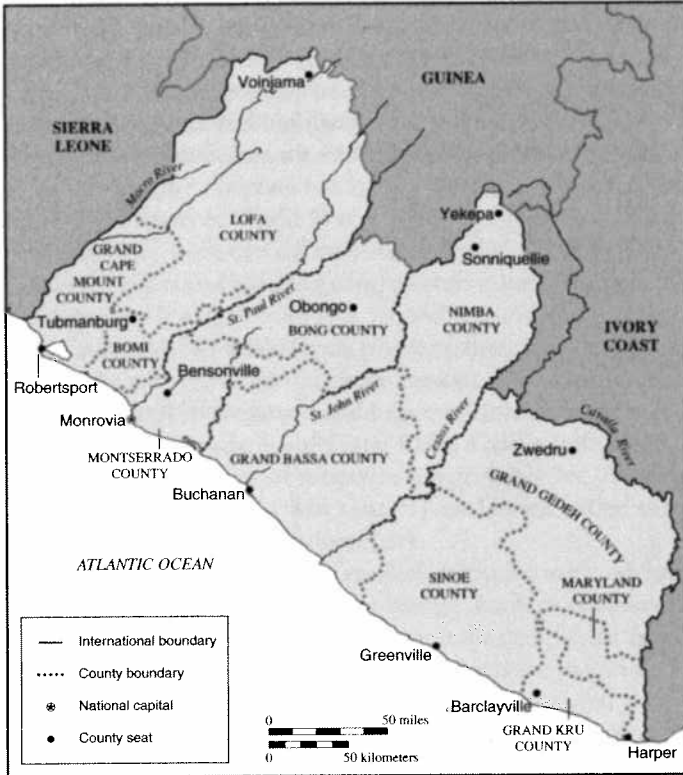 Voinjama
GUINEA
SIERRA
LEONE
Macro River
LOFA
COUNTY
Yekepa
Sonniquellie
GRAND
CAPE
MOUNT
COUNTY
St. Paul River
Obongo
NIMBA
COUNTY
Tubmanburg
BONG COUNTY
IVORY
COAST
BOMI
COUNTY
Robertsport
Bensonville
St. John River
Cestos River
Cavalla River
Monrovia
MONTSERRADO
COUNTY
Zwedru
GRAND BASSA COUNTY
Buchanan
GRAND GEDEH COUNTY
ATLANTIC OCEAN
SINOE
COUNTY
MARYLAND
COUNTY
International boundary
County boundary
National capital
County seat
Greenville
Barclayville
GRAND KRU
COUNTY
Harper
0 50 miles
0 50 kilometers